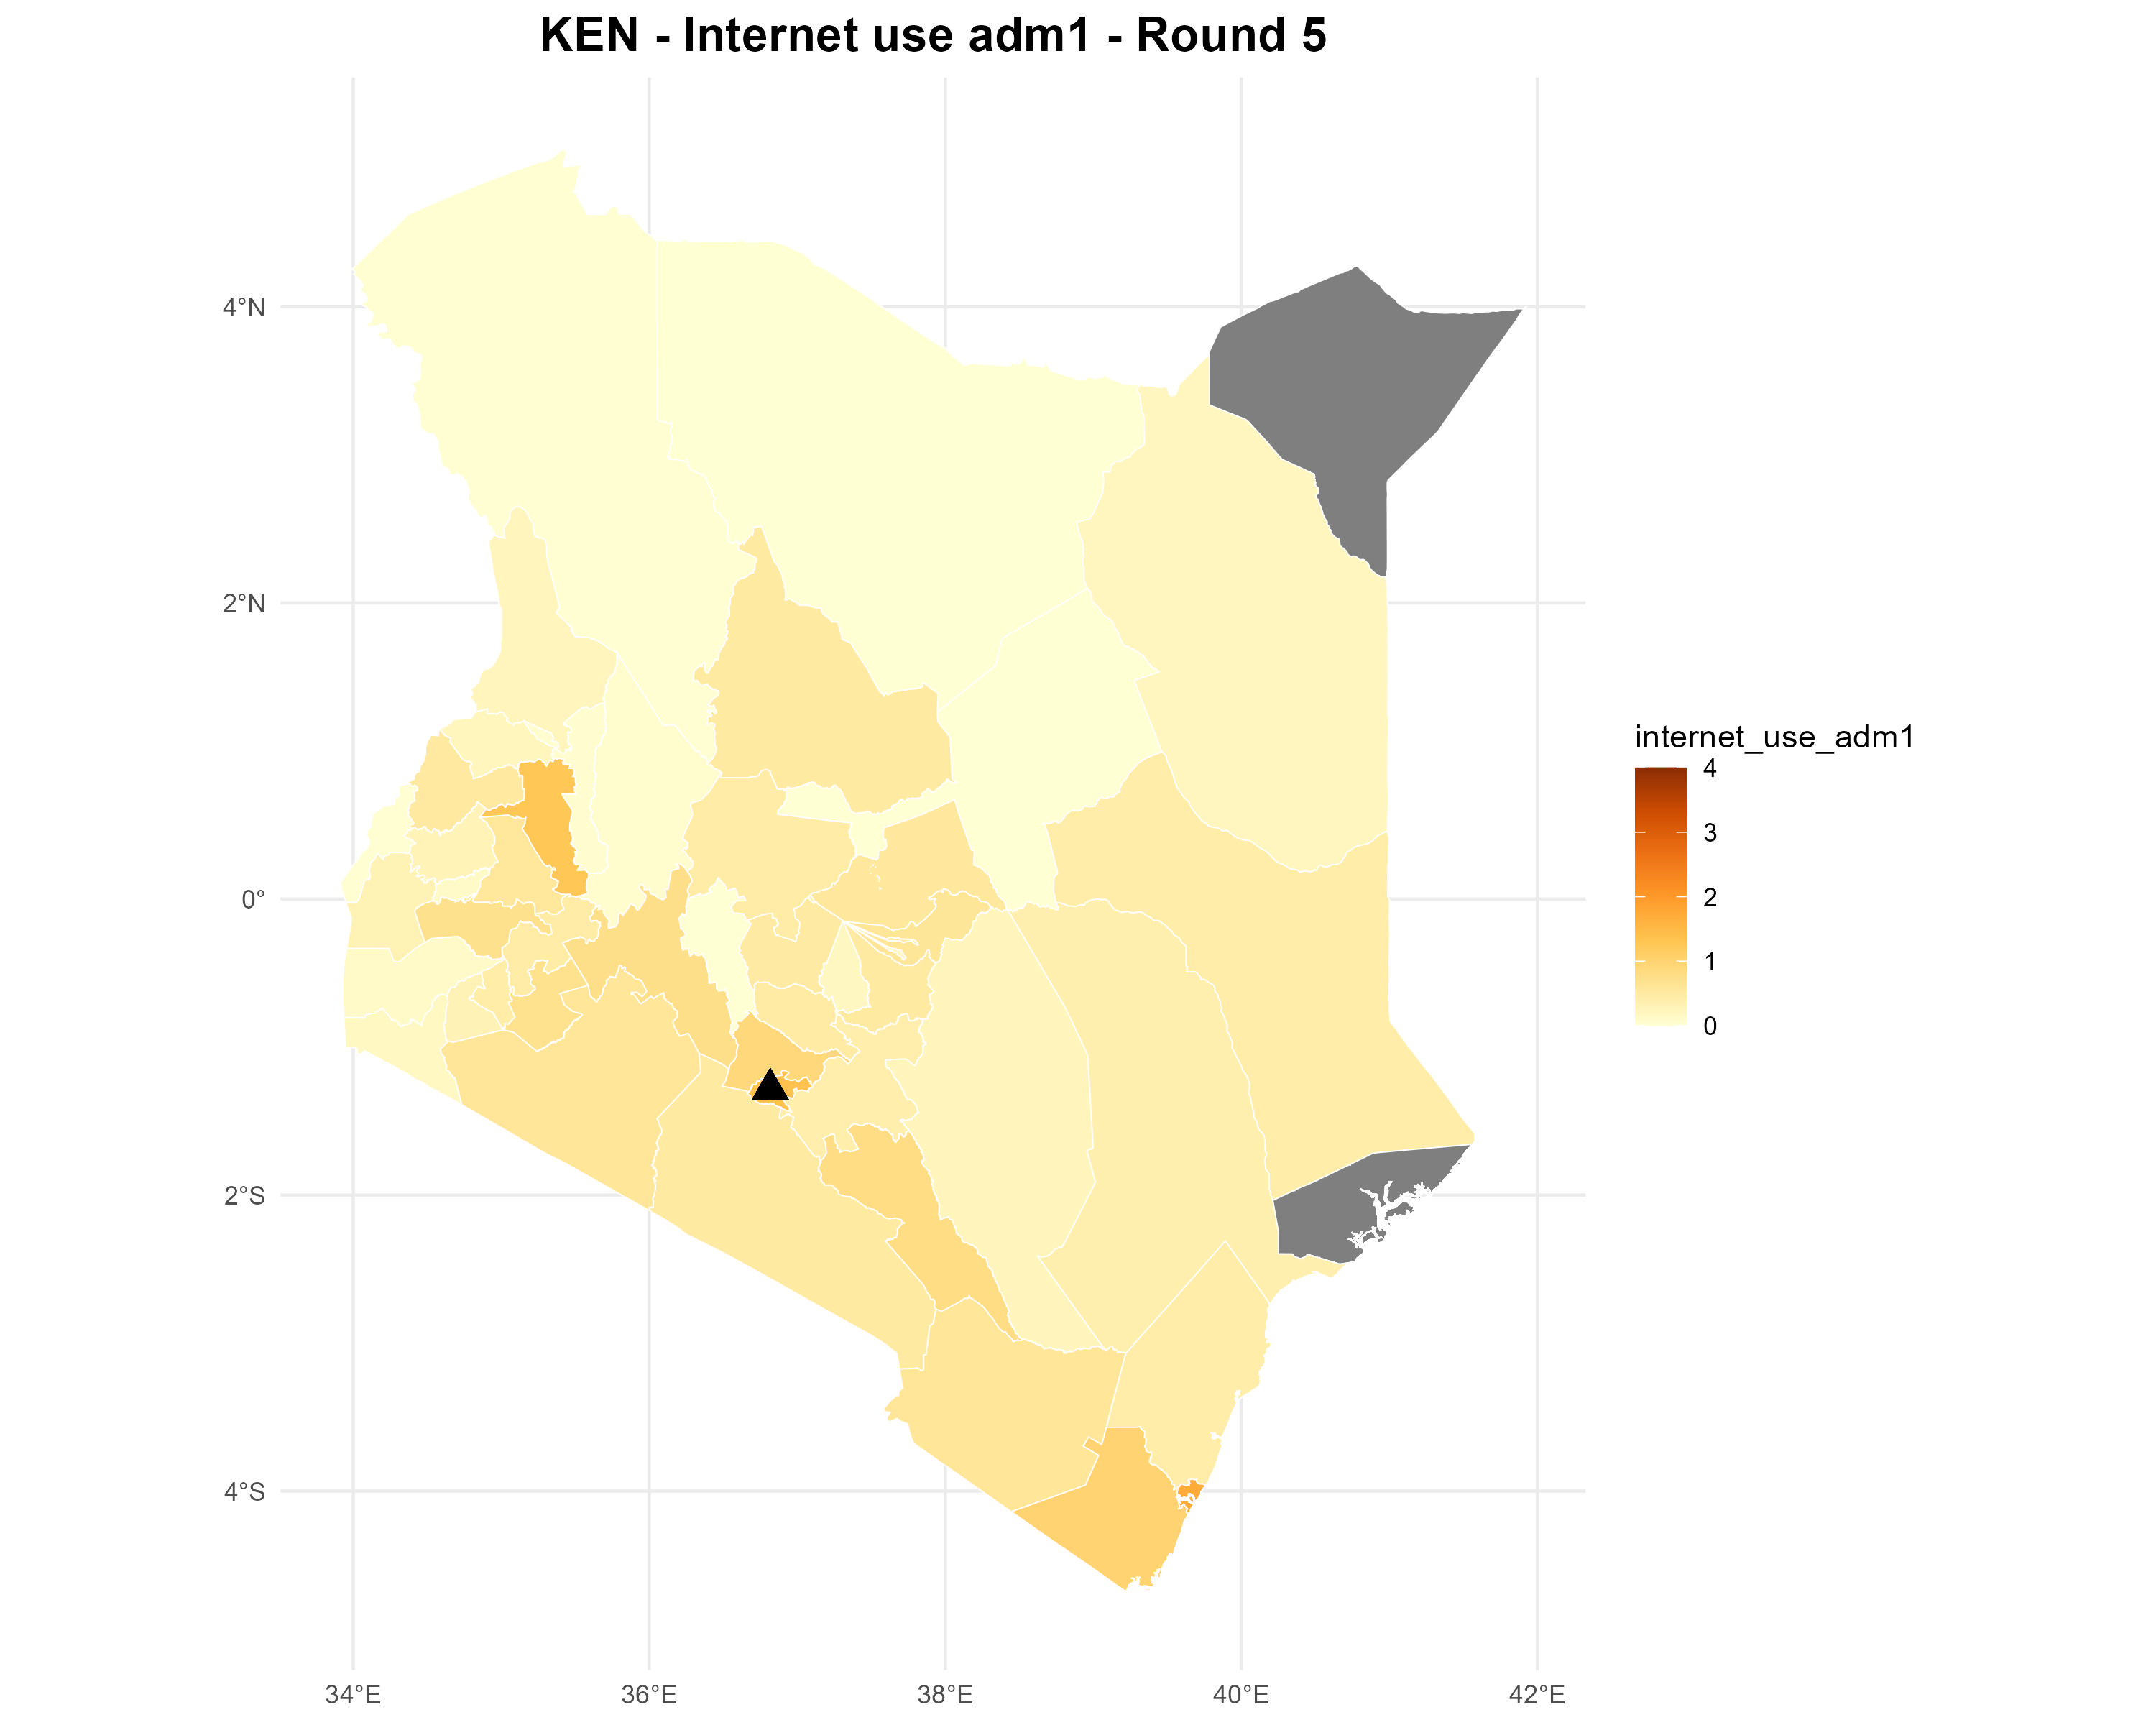 KEN - Internet use adm1 - Round 5
4°N
2°N
0°
2°S
4°S
34°E
36°E
38°E
40°E
42°E
internet_use_adm1
4
3
2
1
0